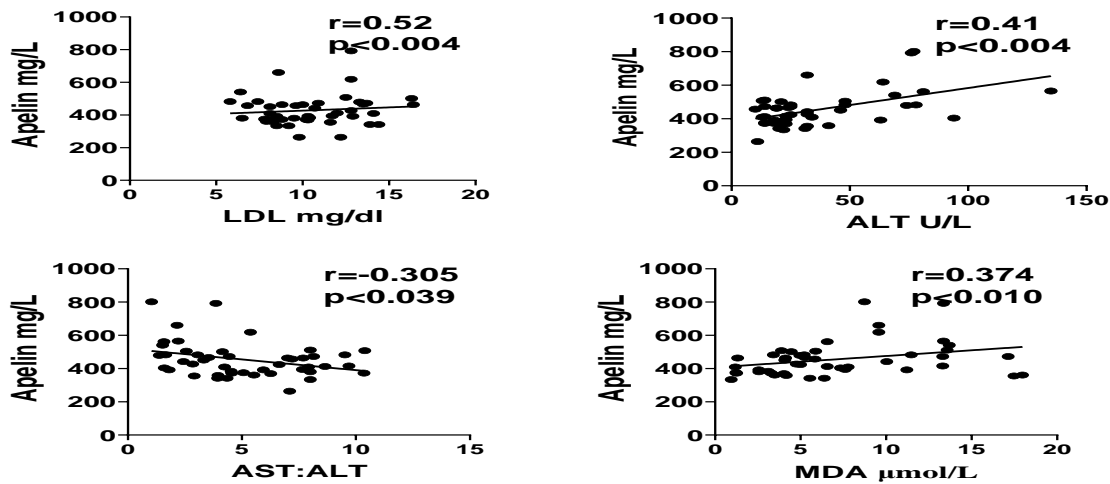 r=0.52
p<0.004
Apelin mg/L
1000
800
600
400
200
0
0 5 10 15 20
LDL mg/dl
r=0.41
p<0.004
Apelin mg/L
1000
800
600
400
200
0
0 50 100 150
ALT U/L
r=-0.305
p<0.039
Apelin mg/L
1000
800
600
400
200
0
0 5 10 15
AST:ALT
r=0.374
p<0.010
Apelin mg/L
1000
800
600
400
200
0
0 5 10 15 20
MDA μmol/L